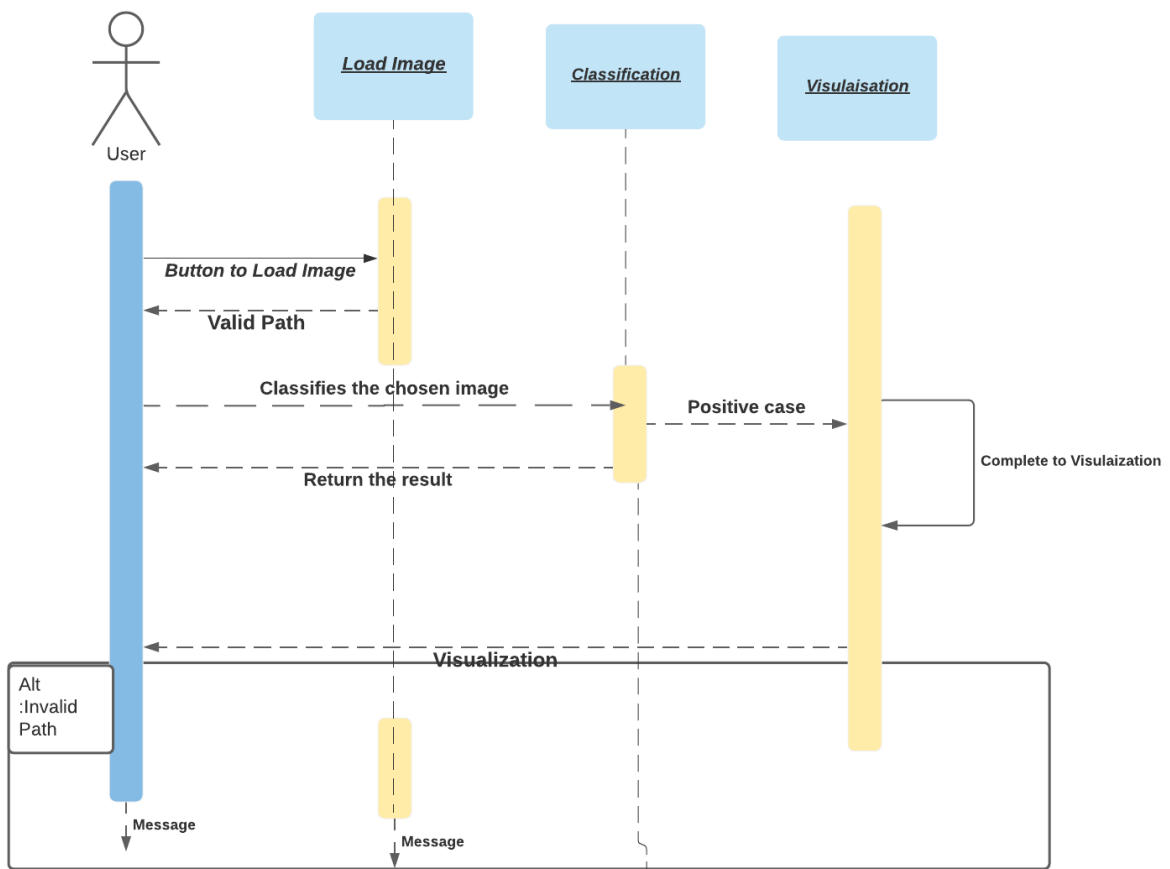 Load Image
Classification
Visulaisation
User
Button to Load Image
Valid Path
Classifies the chosen image
Positive case
Complete to Visulaization
Return the result
Visualization
Alt
:Invalid
Path
Message
Message